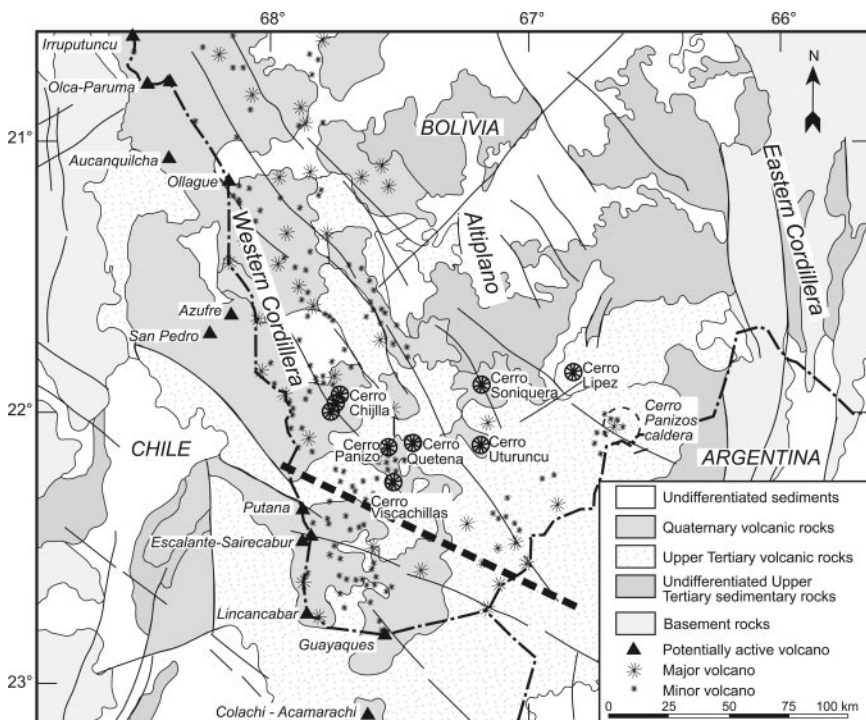 68°
67°
66°
Irruputuncu
Olca-Paruma
N
BOLIVIA
21°
Aucanquilcha
Ollague
Western Cordillera
Altiplano
Eastern Cordillera
Azufre
San Pedro
Cerro
Lipez
Cerro
Soniquera
Cerro
Chijlla
22°
Cerro
Panizos
caldera
Cerro
Panizo
Cerro
Quetena
Cerro
Uturuncu
CHILE
ARGENTINA
Cerro
Viscachillas
Putana
Escalante-Sairecabur
Lincancabar
Guayaques
23°
Colachi - Acamarachi
Undifferentiated sediments
Quaternary volcanic rocks
Upper Tertiary volcanic rocks
Undifferentiated Upper
Tertiary sedimentary rocks
Basement rocks
Potentially active volcano
Major volcano
Minor volcano
0 25 50 75 100 km